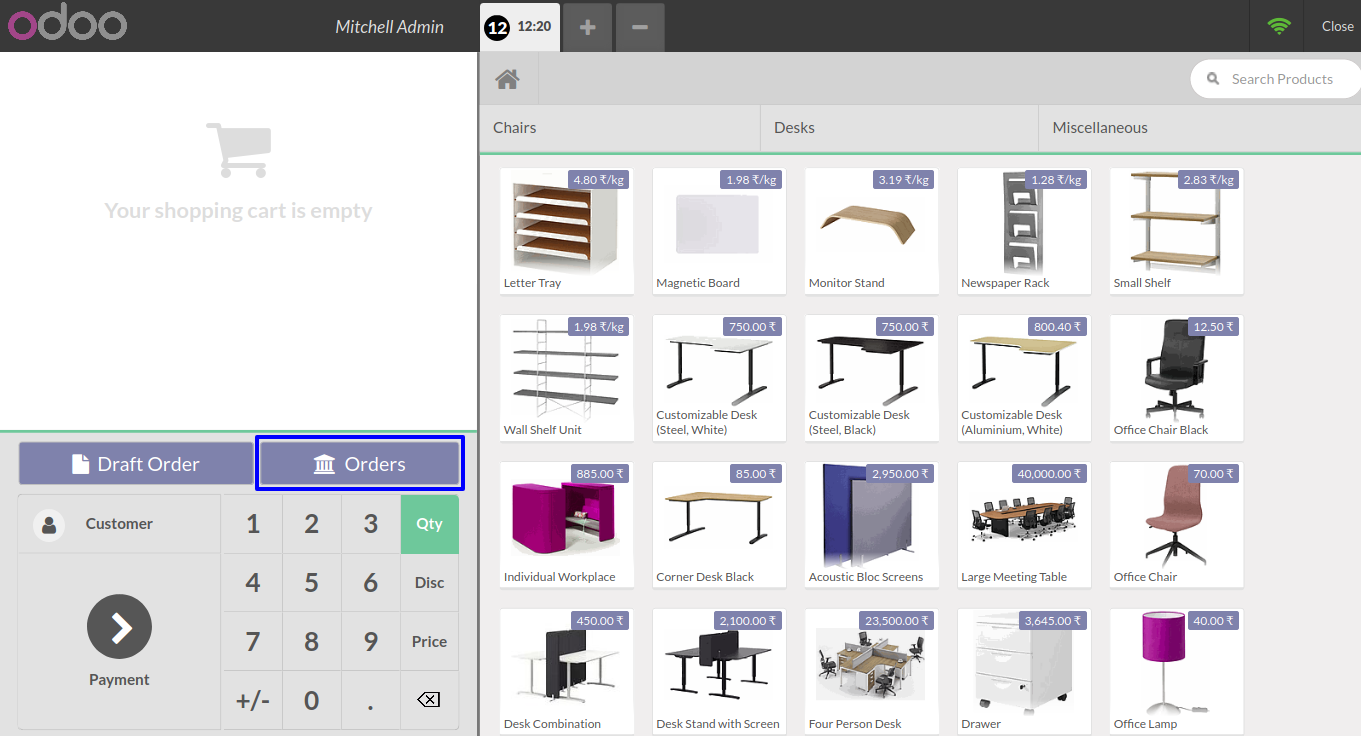 odoo
Mitchell Admin
12 12:20
Close
Your shopping cart is empty
Search Products
Chairs
Desks
Miscellaneous
4.80 ₹/kg
Letter Tray
1.98 ₹/kg
Magnetic Board
3.19 ₹/kg
Monitor Stand
1.28 ₹/kg
Newspaper Rack
2.83 ₹/kg
Small Shelf
1.98 ₹/kg
Wall Shelf Unit
750.00 ₹
Customizable Desk
(Steel, White)
750.00 ₹
Customizable Desk
(Steel, Black)
800.40 ₹
Customizable Desk
(Aluminium, White)
12.50 ₹
Office Chair Black
885.00 ₹
Individual Workplace
85.00 ₹
Corner Desk Black
2,950.00 ₹
Acoustic Bloc Screens
40,000.00 ₹
Large Meeting Table
70.00 ₹
Office Chair
450.00 ₹
Desk Combination
2,100.00 ₹
Desk Stand with Screen
23,500.00 ₹
Four Person Desk
3,645.00 ₹
Drawer
40.00 ₹
Office Lamp
Draft Order
Orders
Customer
Payment
1 2 3 Qty
4 5 6 Disc
7 8 9 Price
+/- 0 .